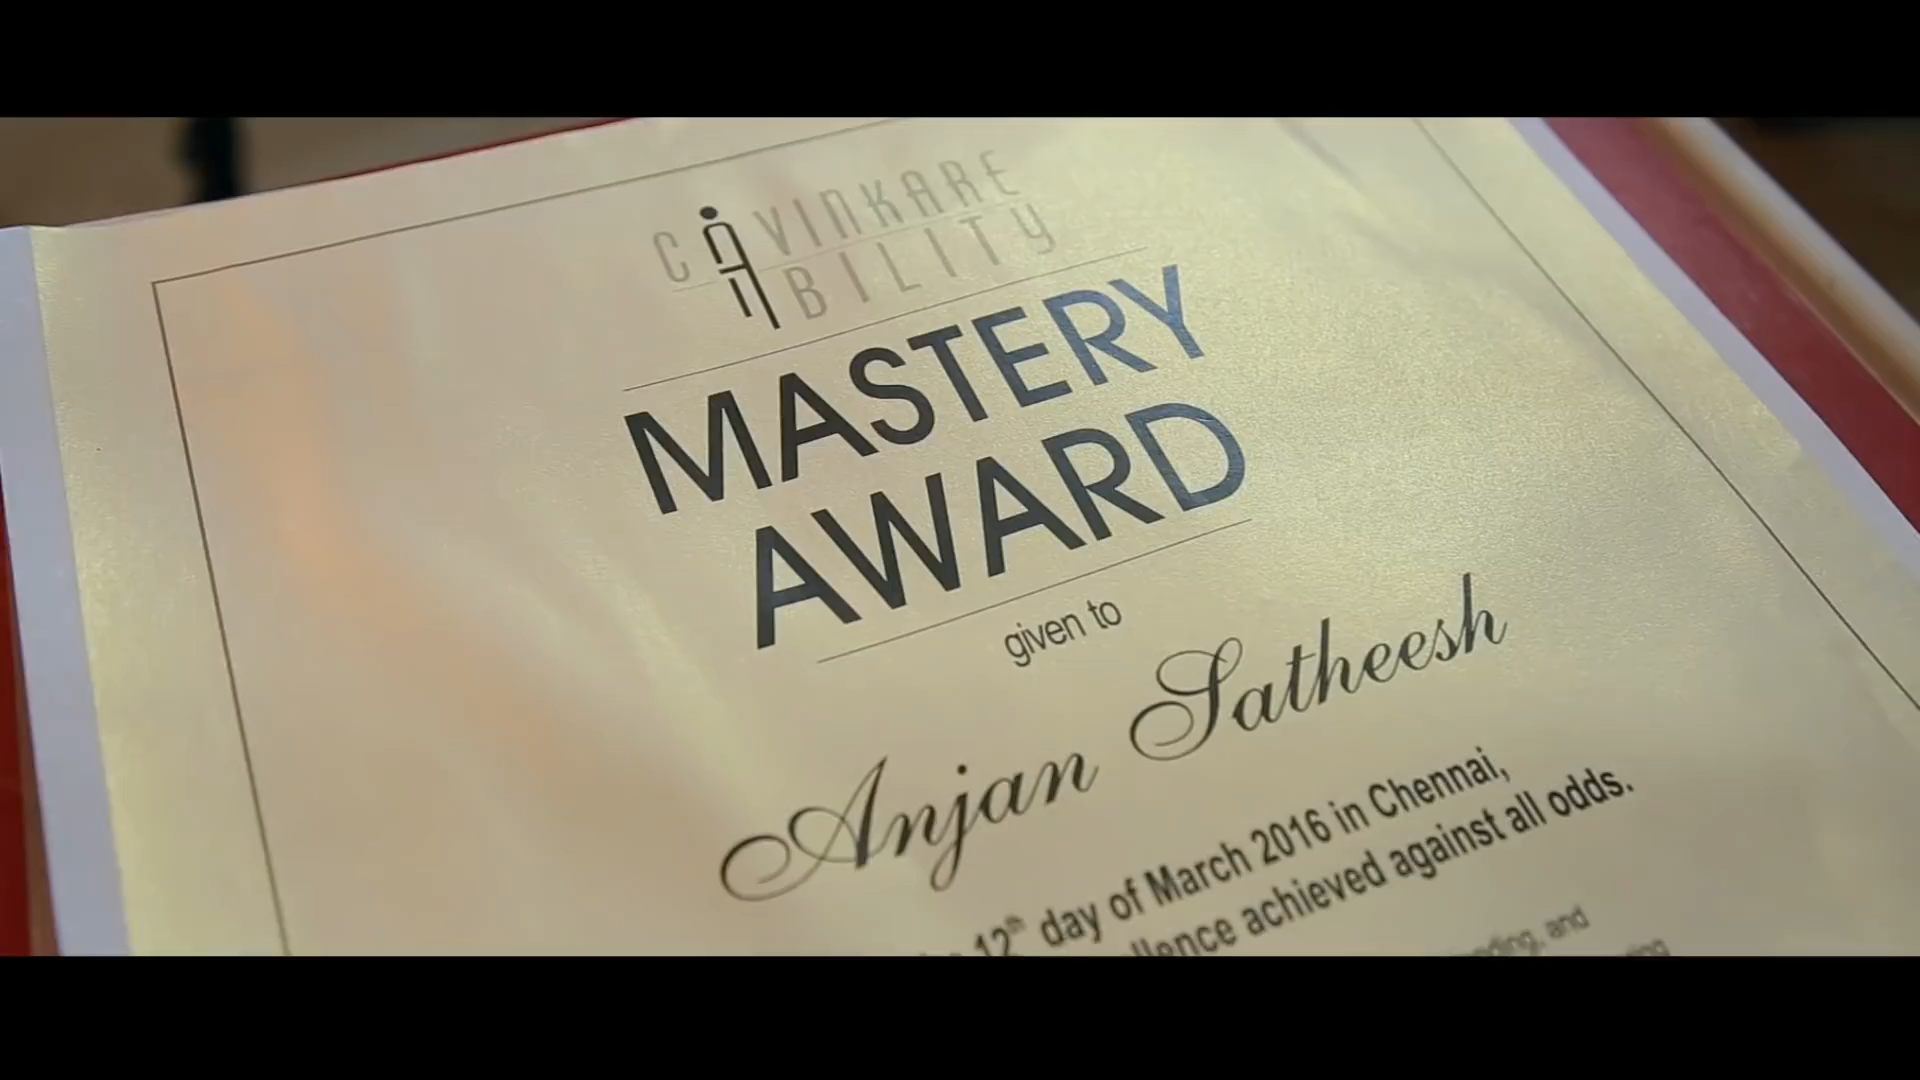 CAVINKARE
ABILITY
MASTERY
AWARD
given to
Anjan Satheesh
12th day of March 2016 in Chennai,
achieved against all odds.
and